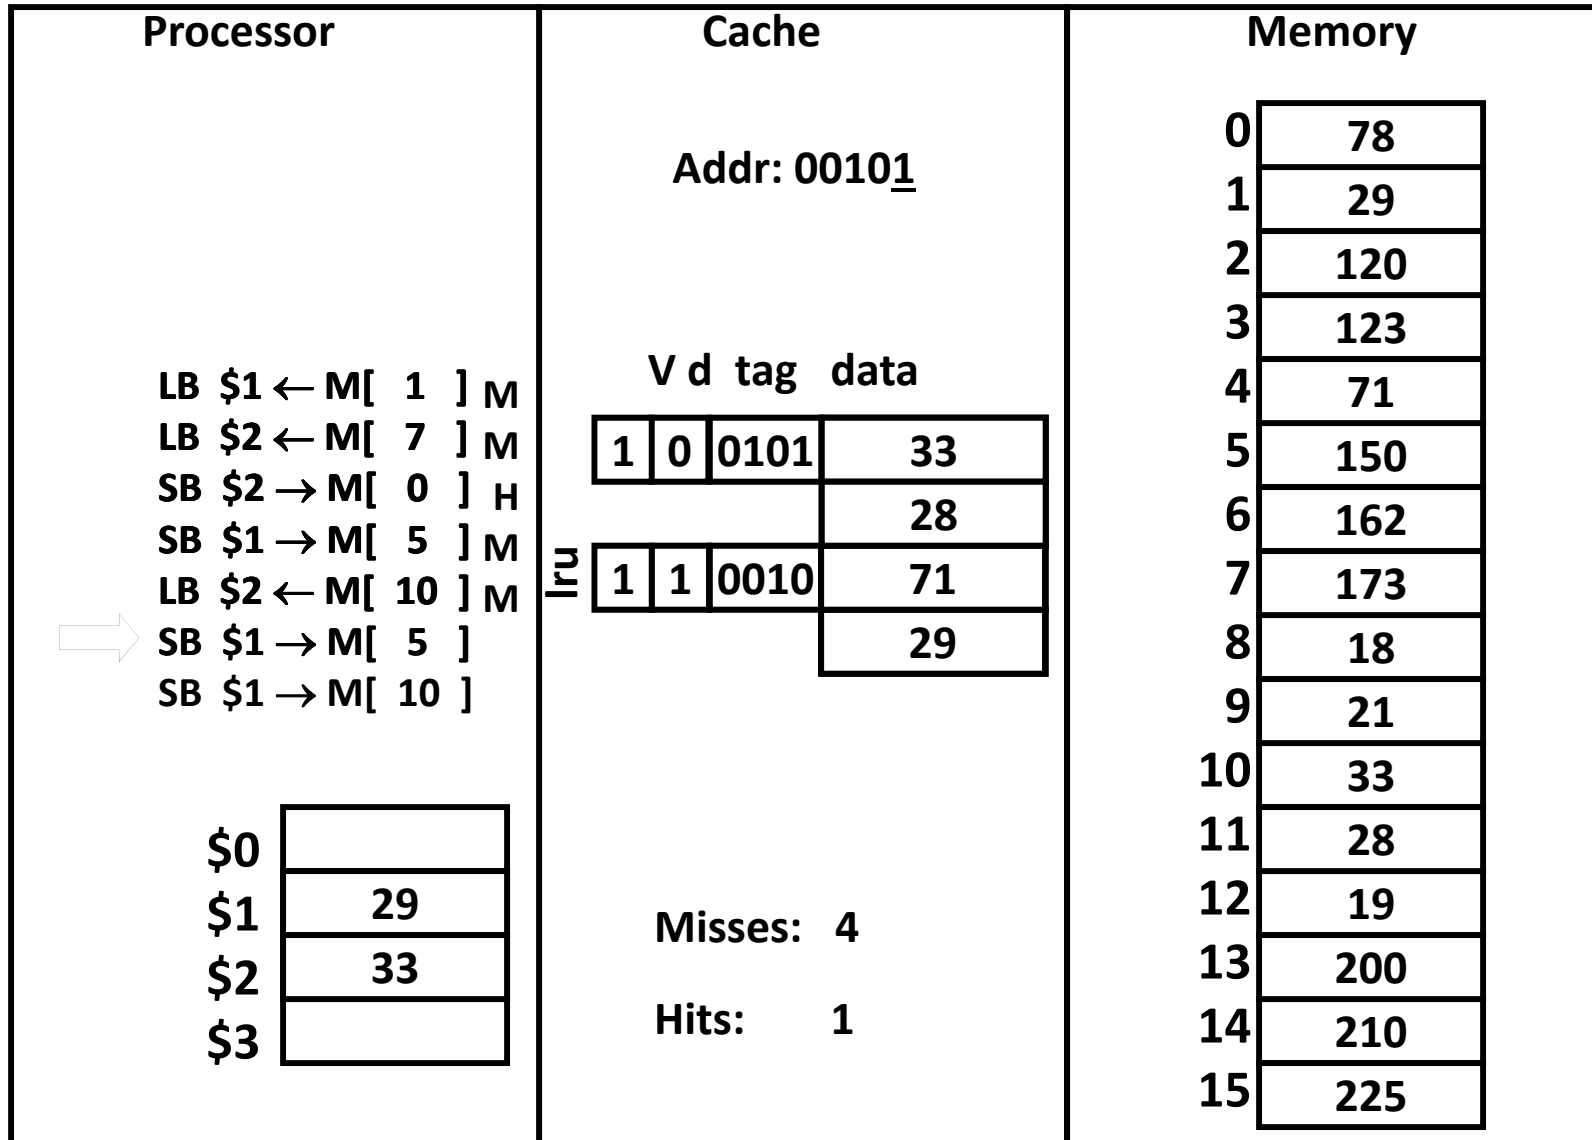 Processor
LB $1 ← M[ 1 ] M
LB $2 ← M[ 7 ] M
SB $2 → M[ 0 ] H
SB $1 → M[ 5 ] M
LB $2 ← M[ 10 ] M
SB $1 → M[ 5 ]
SB $1 → M[ 10 ]
$0
$1 29
$2 33
$3
Cache
Addr: 00101
V d tag data
1 0 0101 33
28
lru 1 1 0010 71
29
Misses: 4
Hits: 1
Memory
0 78
1 29
2 120
3 123
4 71
5 150
6 162
7 173
8 18
9 21
10 33
11 28
12 19
13 200
14 210
15 225